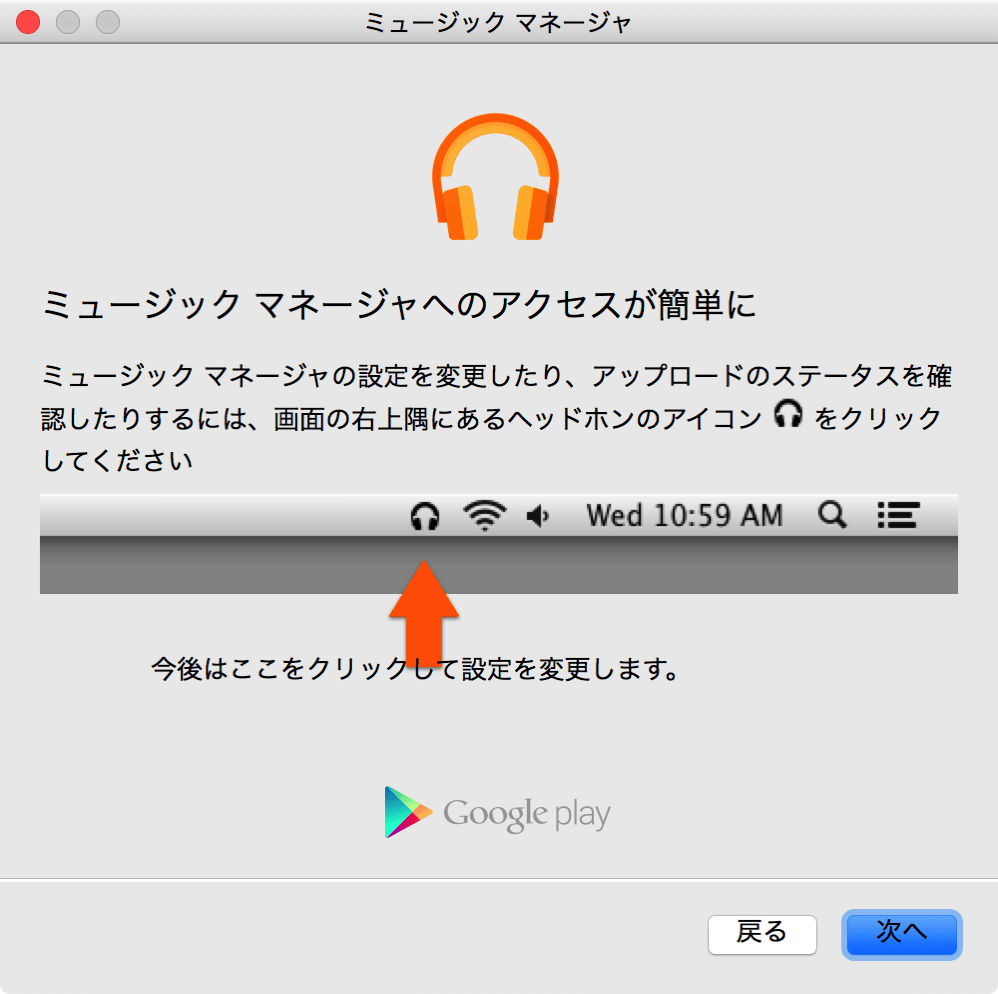 ミュージック マネージャ
ミュージック マネージャへのアクセスが簡単に
ミュージック マネージャの設定を変更したり、アップロードのステータスを確
認したりするには、画面の右上隅にあるヘッドホンのアイコン をクリック
してください
Wed 10:59 AM
今後はここをクリックして設定を変更します。
Google play
戻る
次へ